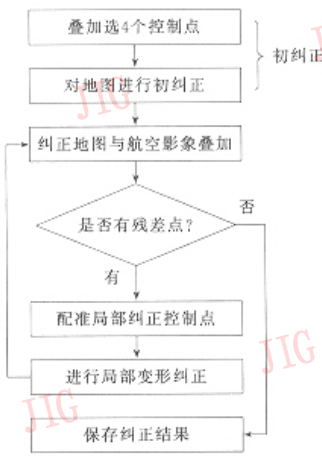 叠加选4个控制点
初纠正
对地图进行初纠正
纠正地图与航空影象叠加
是否有残差点?
否
有
配准局部纠正控制点
进行局部变形纠正
保存纠正结果
JIG
JIG
JIG